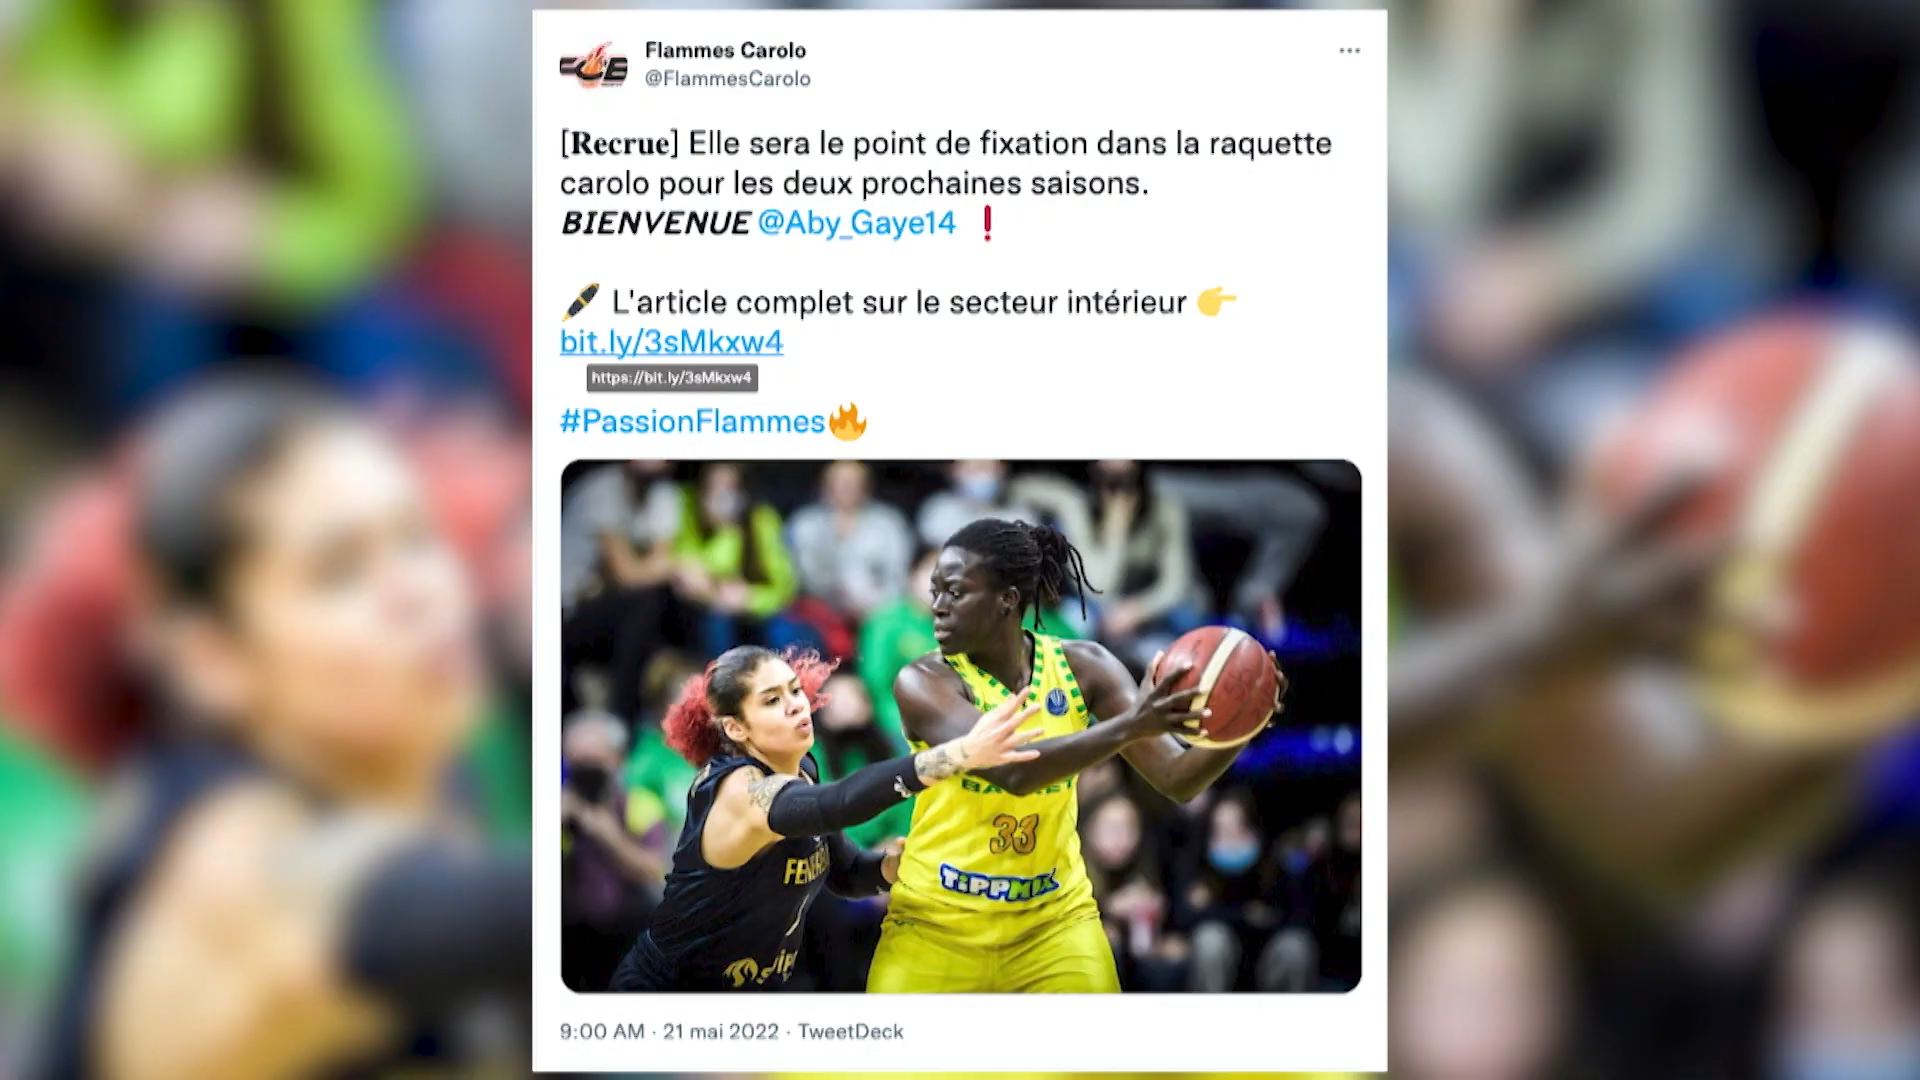 Flammes Carolo
@FlammesCarolo
[Recrue] Elle sera le point de fixation dans la raquette
carolo pour les deux prochaines saisons.
BIENVENUE @Aby_Gaye14 ❗
🖋️ L'article complet sur le secteur intérieur 👉
bit.ly/3sMkxw4
https://bit.ly/3sMkxw4
#PassionFlammes🔥
33
TiPPMIX
9:00 AM · 21 mai 2022 · TweetDeck